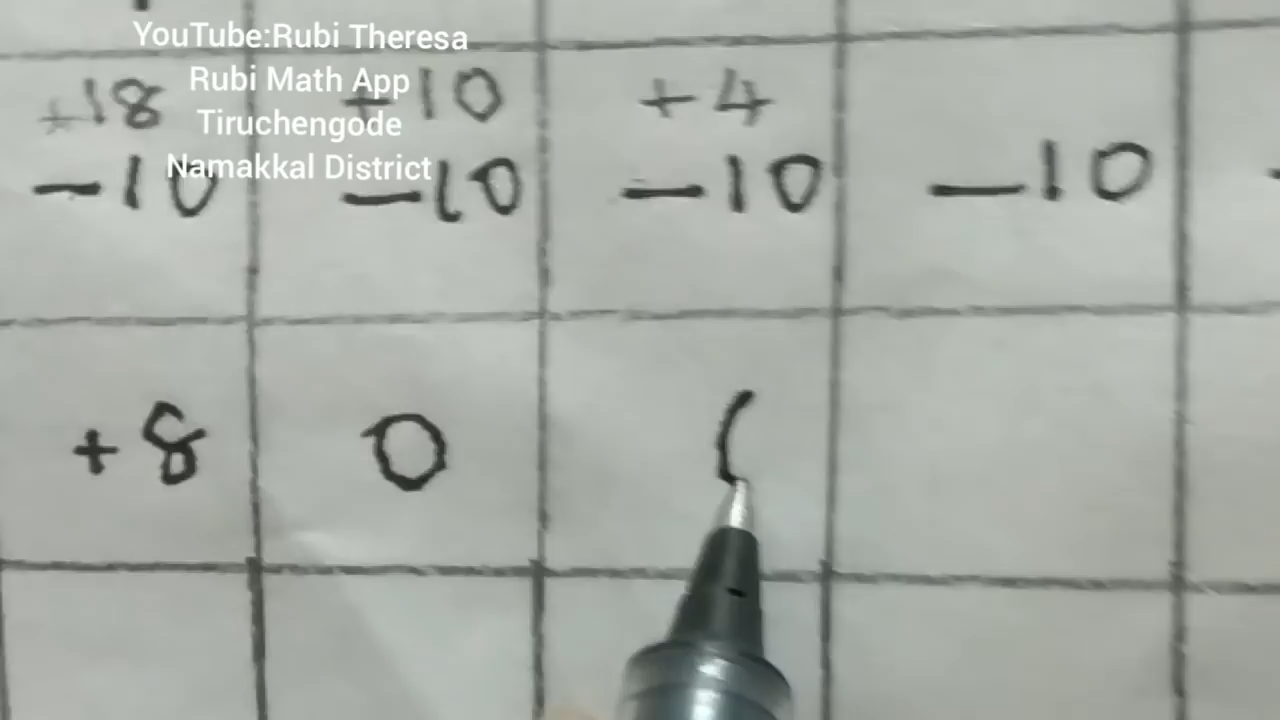 YouTube:Rubi Theresa
Rubi Math App
Tiruchengode
Namakkal District
+18 +10 +4
-10 -10 -10 -10
+8 0